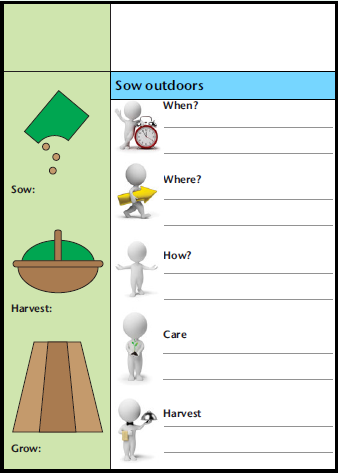 Sow outdoors
When?
Where?
Sow:
How?
Harvest:
Care
Harvest
Grow: